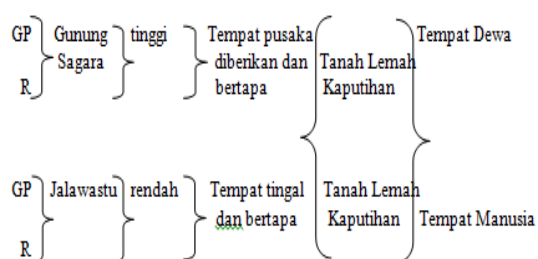 GP Gunung tinggi Tempat pusaka Tempat Dewa
Sagara diberikan dan Tanah Lemah
R bertapa Kaputihan
GP Jalawastu rendah Tempat tingal Tanah Lemah
dan bertapa Kaputihan Tempat Manusia
R